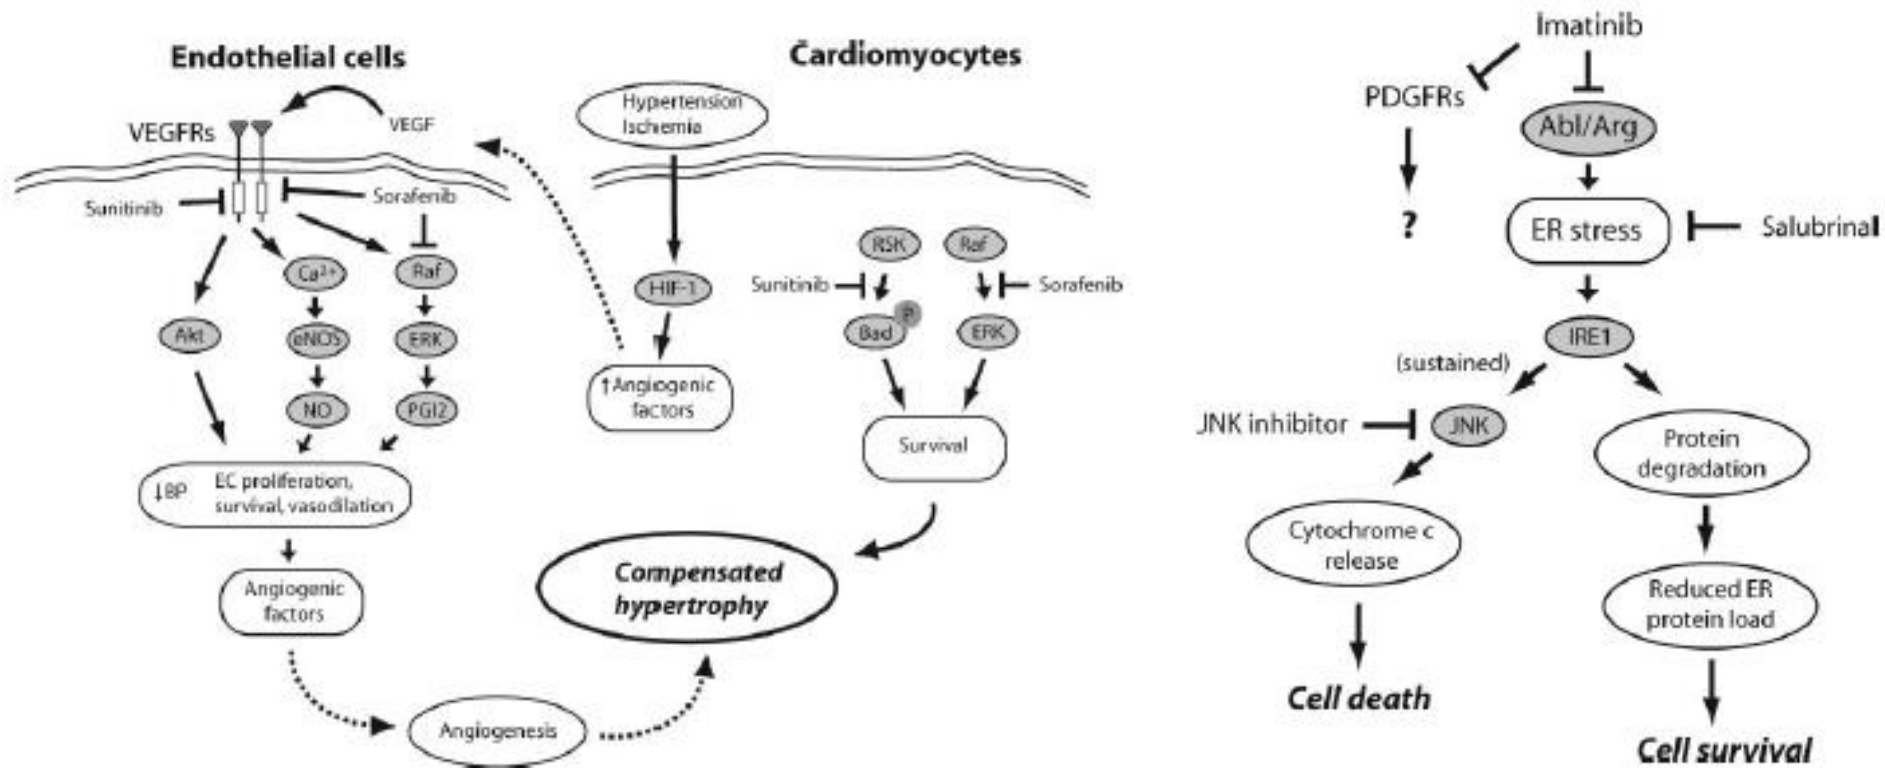 Endothelial cells
VEGFRs
VEGF
Sunitinib
Sorafenib
Ca2+
Raf
Akt
eNOS
ERK
NO
PGI2
↓BP
EC proliferation,
survival, vasodilation
Angiogenic
factors
Angiogenesis
Cardiomyocytes
Hypertension
Ischemia
HIF-1
↑Angiogenic
factors
RSK
Raf
Sunitinib
Sorafenib
Bad
P
ERK
Survival
Compensated
hypertrophy
Imatinib
PDGFRs
Abl/Arg
?
ER stress
Salubrinal
IRE1
(sustained)
JNK inhibitor
JNK
Protein
degradation
Cytochrome c
release
Reduced ER
protein load
Cell death
Cell survival